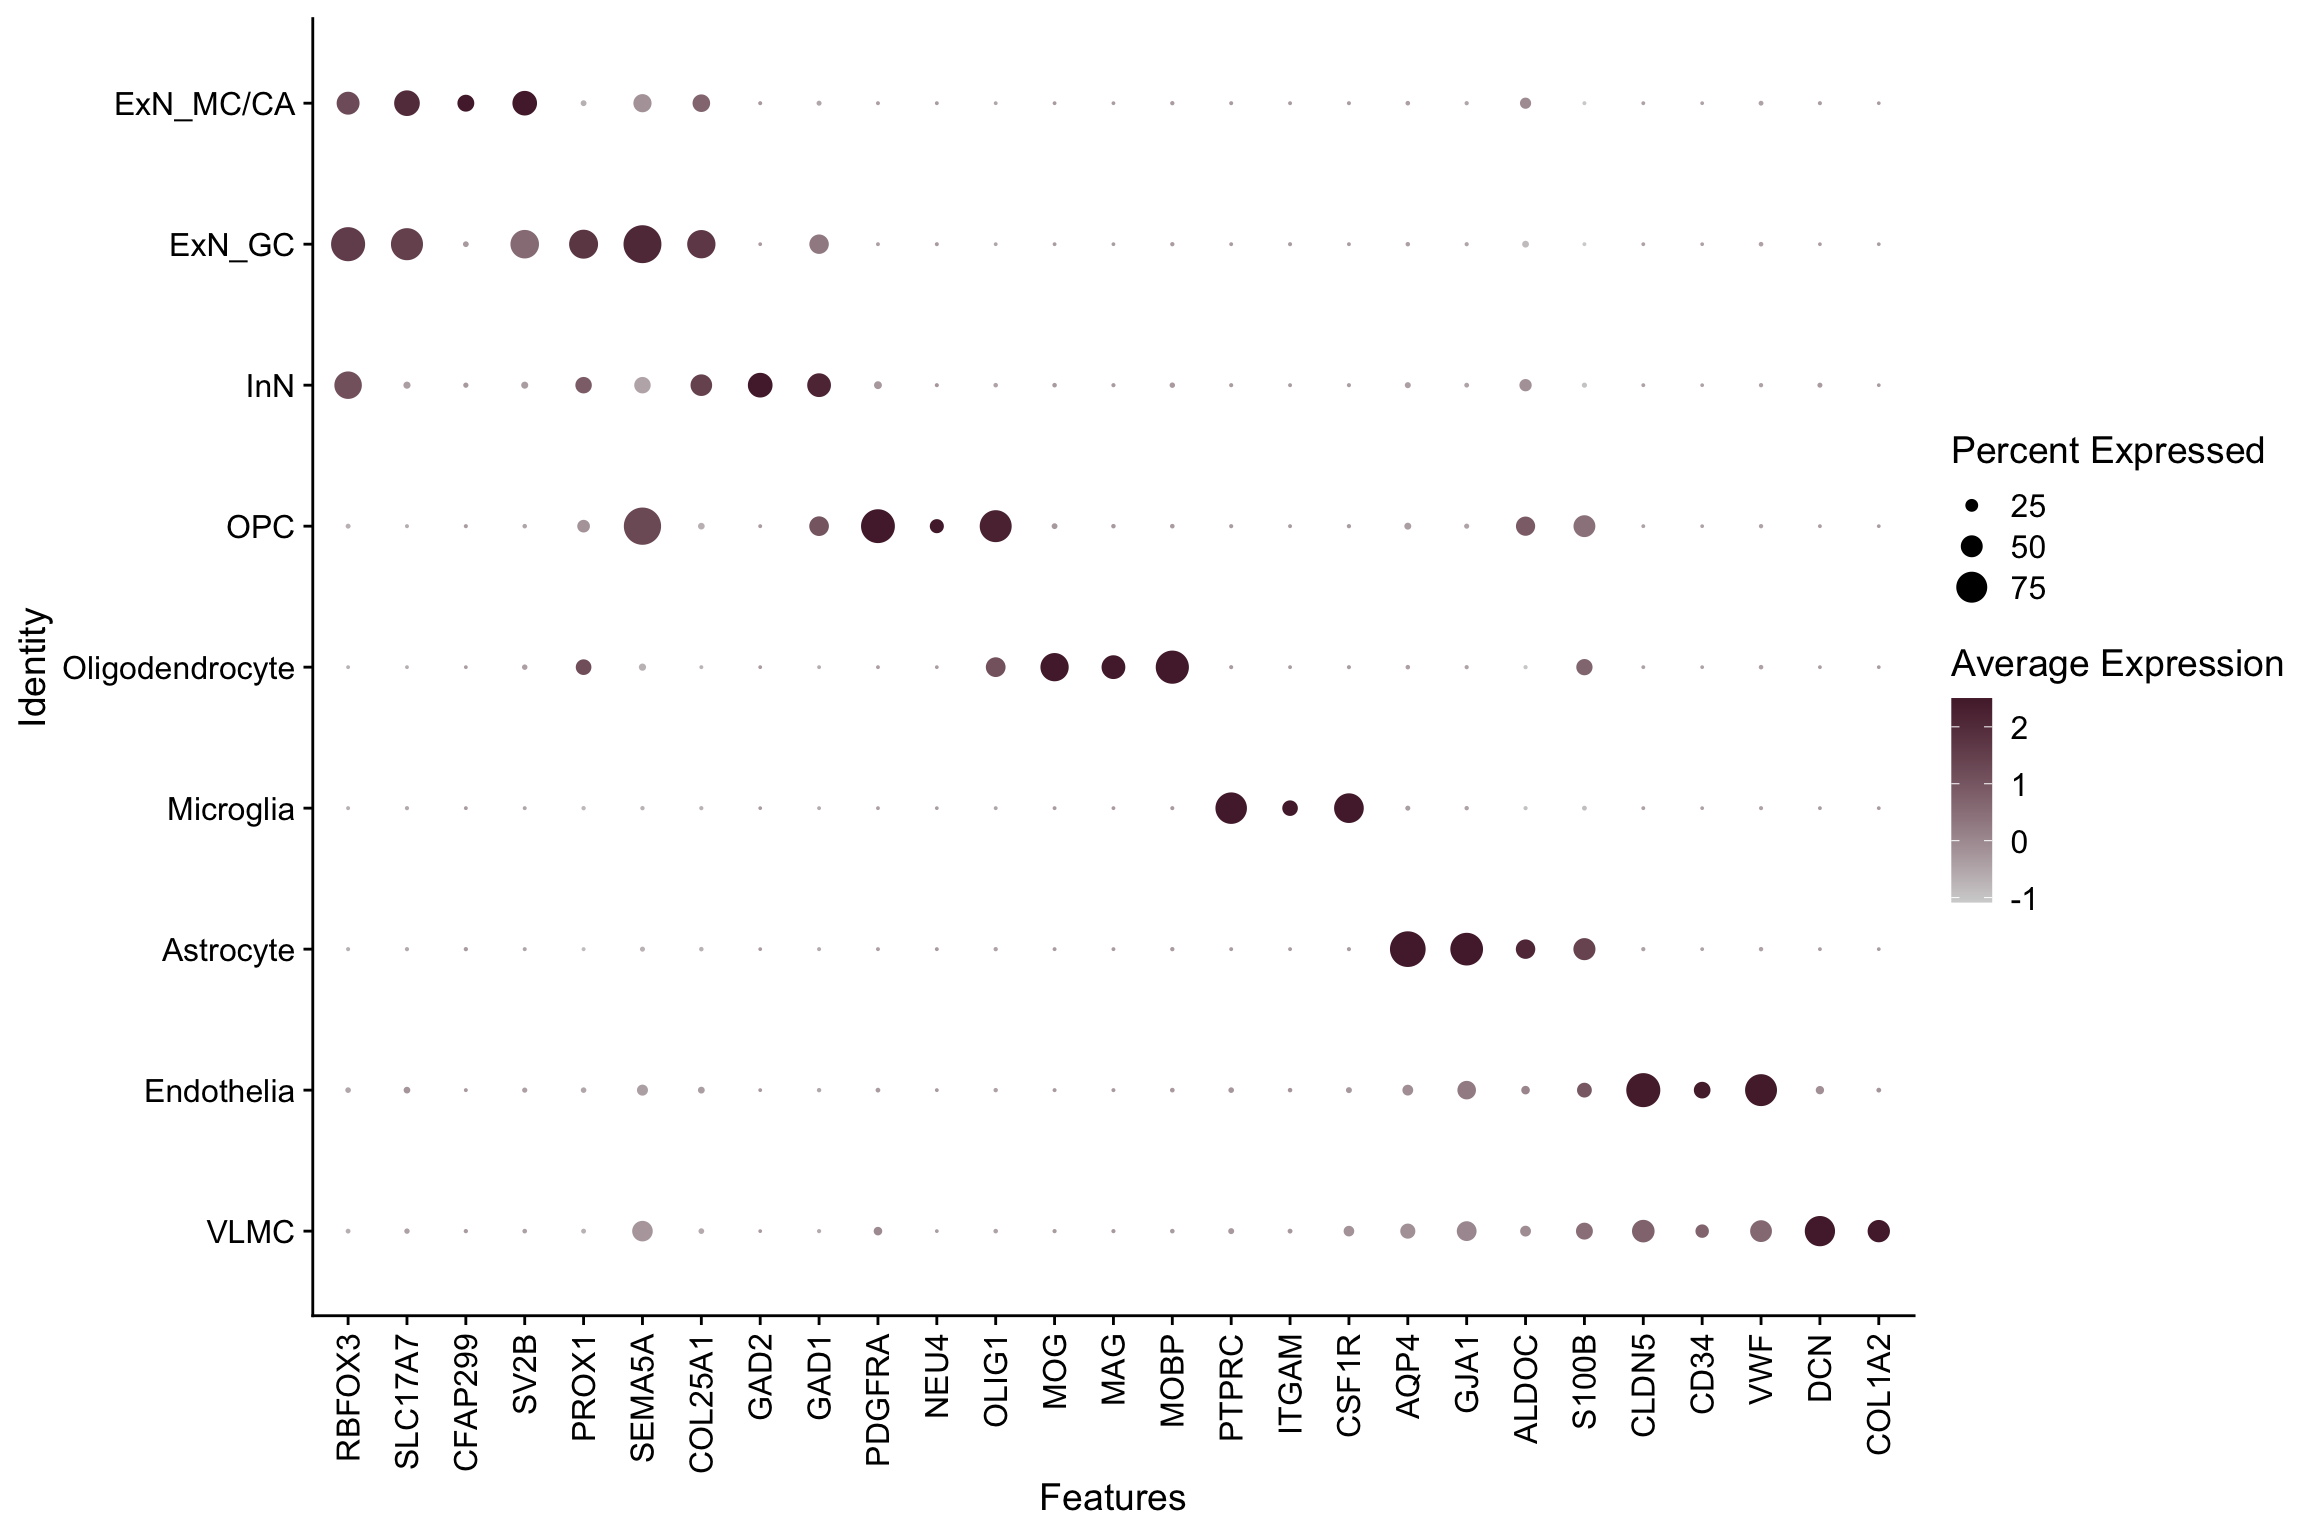 ExN_MC/CA
ExN_GC
InN
OPC
Oligodendrocyte
Microglia
Astrocyte
Endothelia
VLMC
Identity
RBFOX3
SLC17A7
CFAP299
SV2B
PROX1
SEMA5A
COL25A1
GAD2
GAD1
PDGFRA
NEU4
OLIG1
MOG
MAG
MOBP
PTPRC
ITGAM
CSF1R
AQP4
GJA1
ALDOC
S100B
CLDN5
CD34
VWF
DCN
COL1A2
Features
Percent Expressed
25
50
75
Average Expression
2
1
0
-1